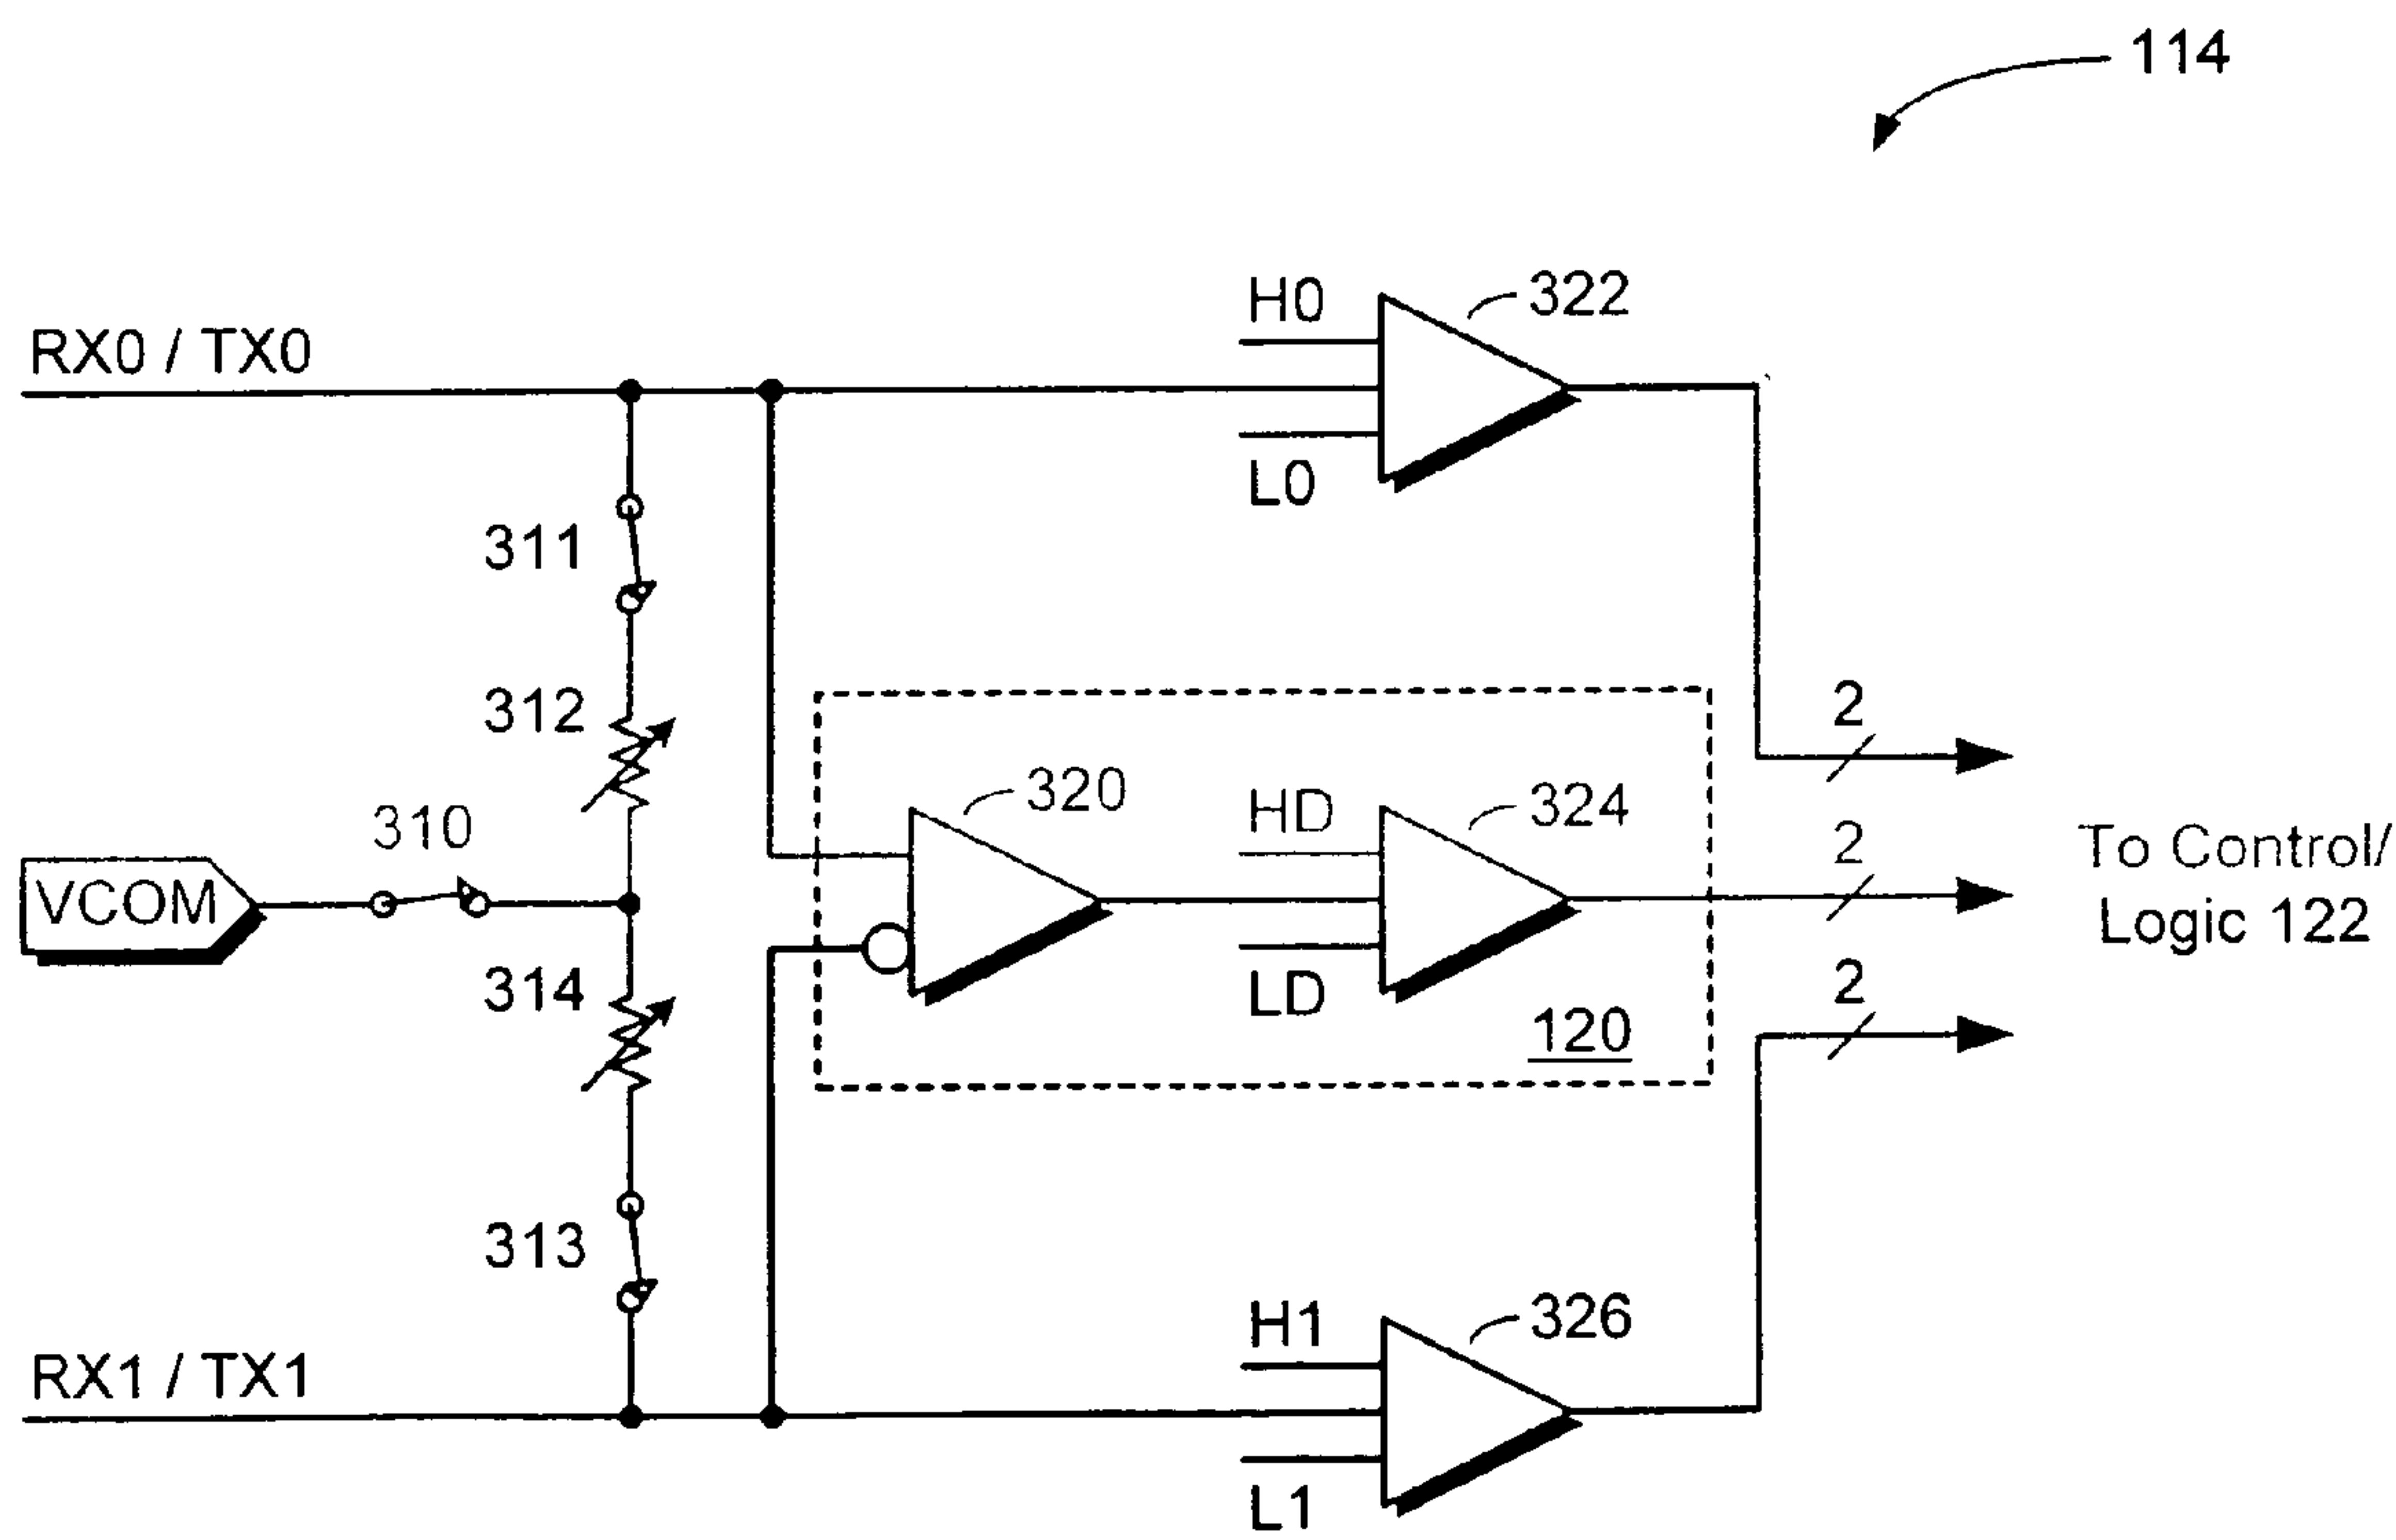 114
H0
322
RX0 / TX0
L0
311
312
2
320
HD
324
310
2
To Control/
Logic 122
VCOM
314
LD
2
120
313
H1
326
RX1 / TX1
L1